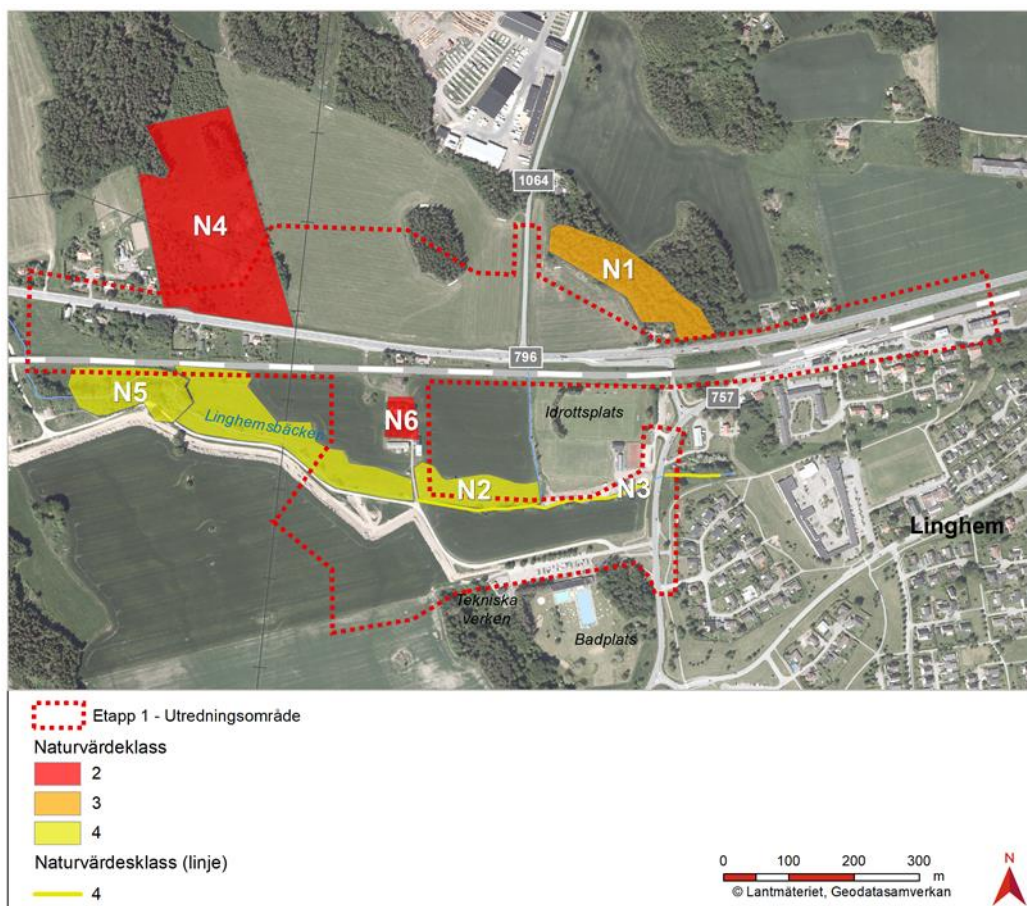 1064
N4
N1
796
N5
Linghemsbäcken
N6
Idrottsplats
757
N2
N3
Linghem
Tekniska
verken
Badplats
Etapp 1 - Utredningsområde
Naturvärdeklass
2
3
4
Naturvärdesklass (linje)
4
0 100 200 300
m
© Lantmäteriet, Geodatasamverkan
N